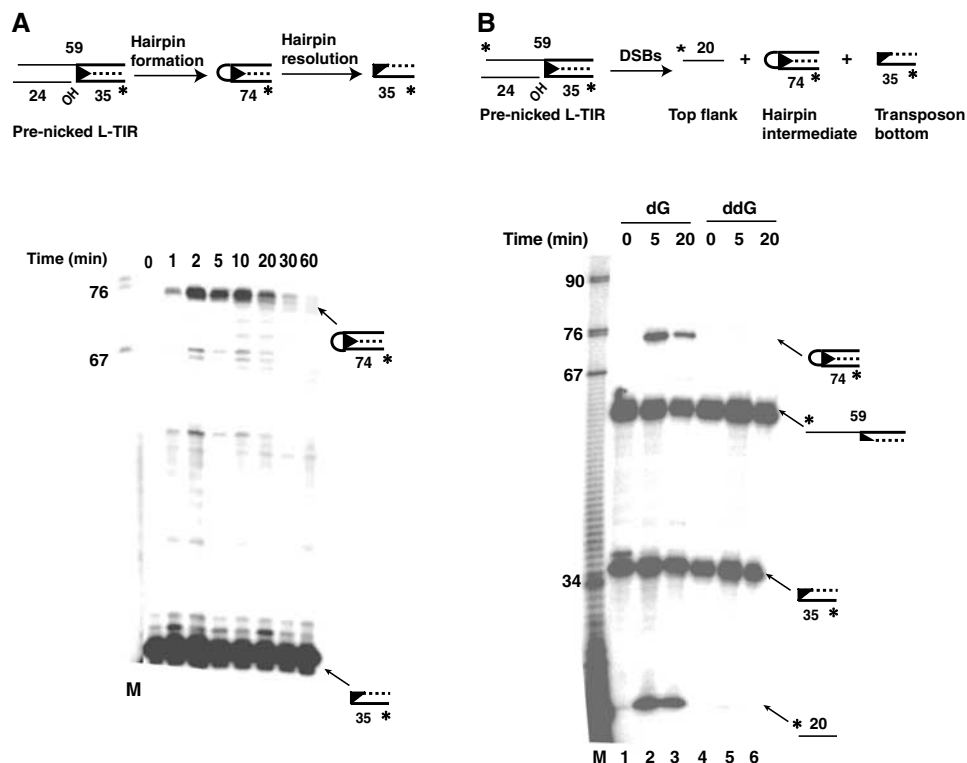 A
59
Hairpin
formation
Hairpin
resolution
24
OH
35 *
74 *
35 *
Pre-nicked L-TIR
Time (min) 0 1 2 5 10 20 30 60
76
67
74 *
M
35 *
B
*
59
DSBs
* 20
+
+
24
OH
35 *
74 *
35 *
Pre-nicked L-TIR
Top flank
Hairpin
intermediate
Transposon
bottom
dG ddG
Time (min) 0 5 20 0 5 20
90
76
67
74 *
* 59
34
35 *
* 20
M 1 2 3 4 5 6